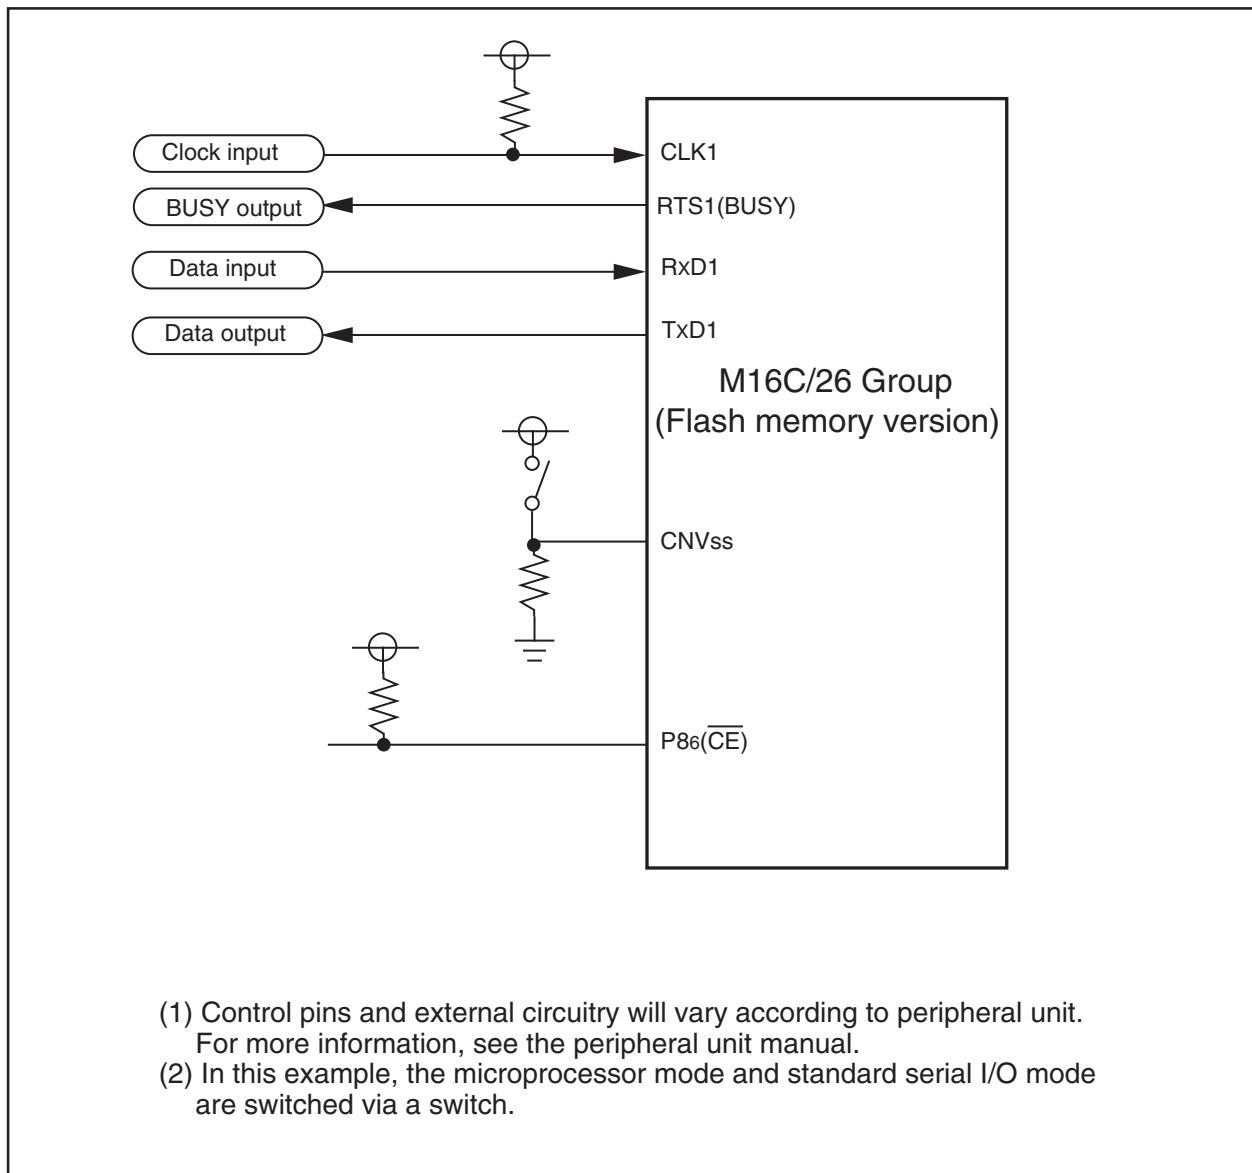 Clock input
CLK1
BUSY output
RTS1(BUSY)
Data input
RxD1
Data output
TxD1
M16C/26 Group
(Flash memory version)
CNVss
P86(CE)
(1) Control pins and external circuitry will vary according to peripheral unit.
For more information, see the peripheral unit manual.
(2) In this example, the microprocessor mode and standard serial I/O mode
are switched via a switch.